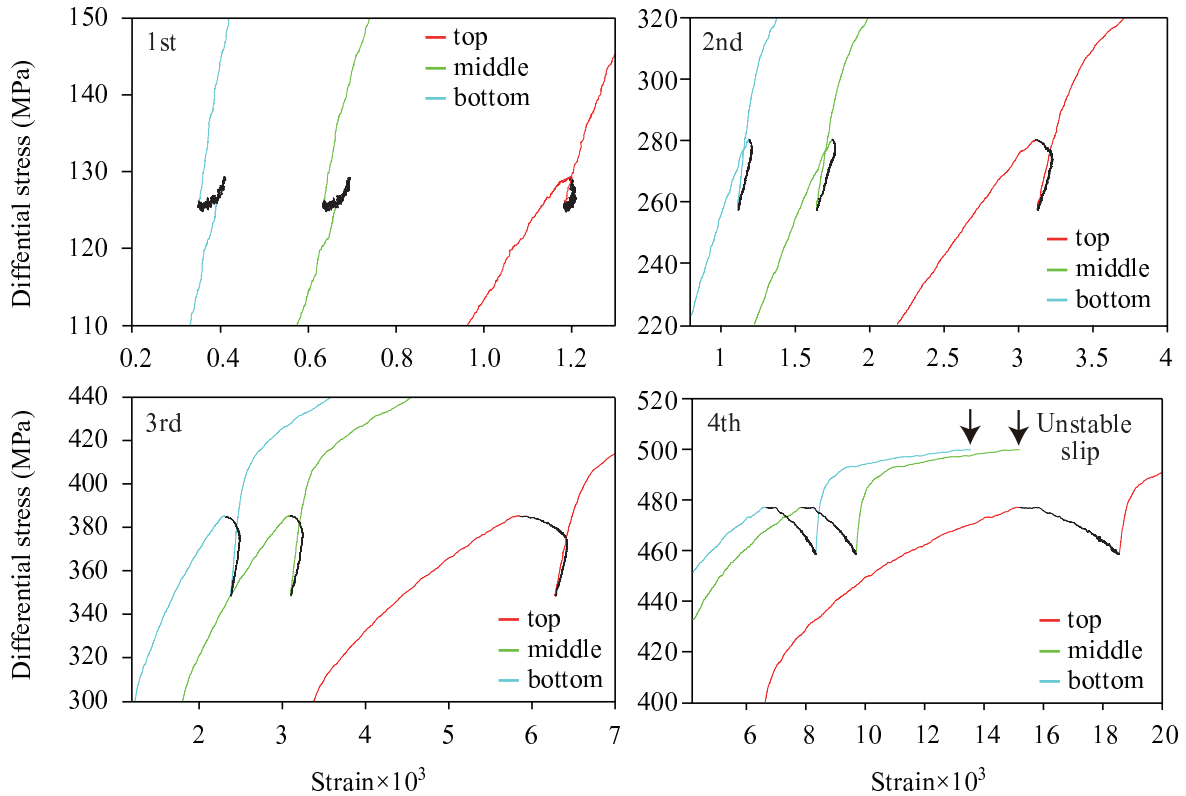 Diffential stress (MPa)
150
140
130
120
110
1st
top
middle
bottom
0.2
0.4
0.6
0.8
1.0
1.2
320
300
280
260
240
220
2nd
top
middle
bottom
1
1.5
2
2.5
3
3.5
4
Differential stress (MPa)
440
420
400
380
360
340
320
300
3rd
top
middle
bottom
2
3
4
5
6
7
Strain×10³
520
500
480
460
440
420
400
4th
Unstable
slip
top
middle
bottom
6
8
10
12
14
16
18
20
Strain×10³